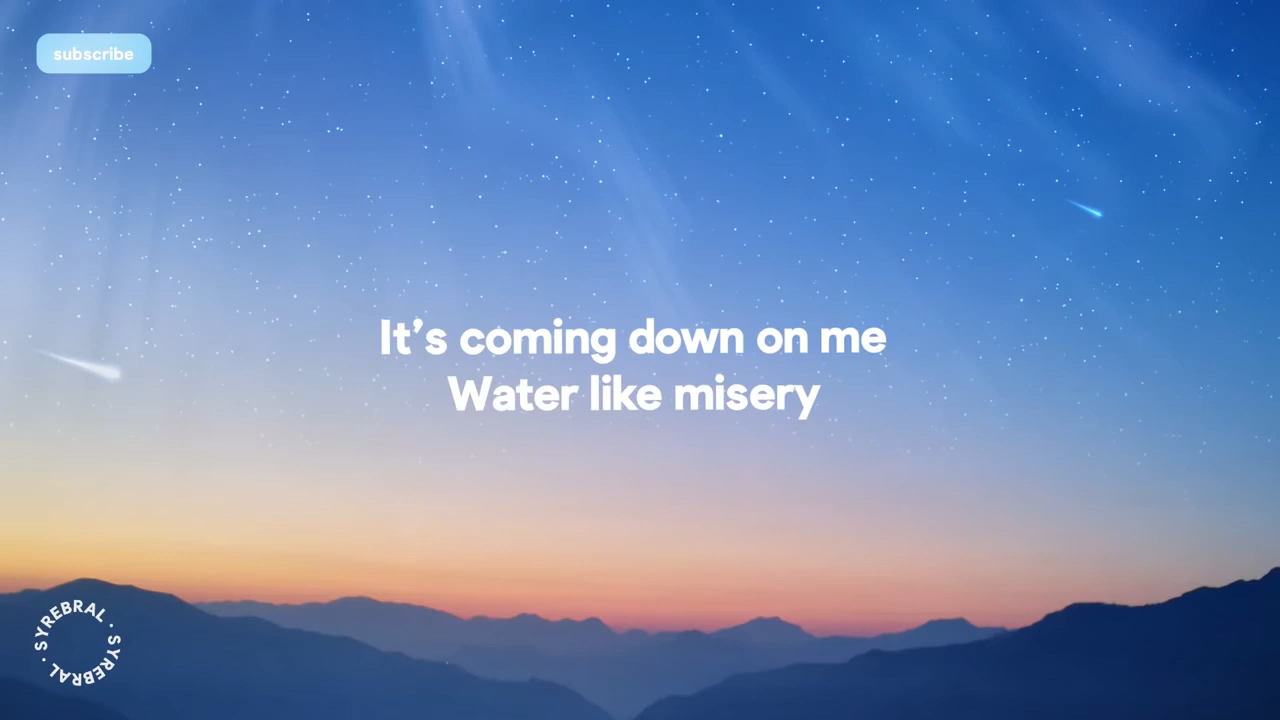 subscribe
It’s coming down on me
Water like misery
SYREBRAL · SYREBRAL ·